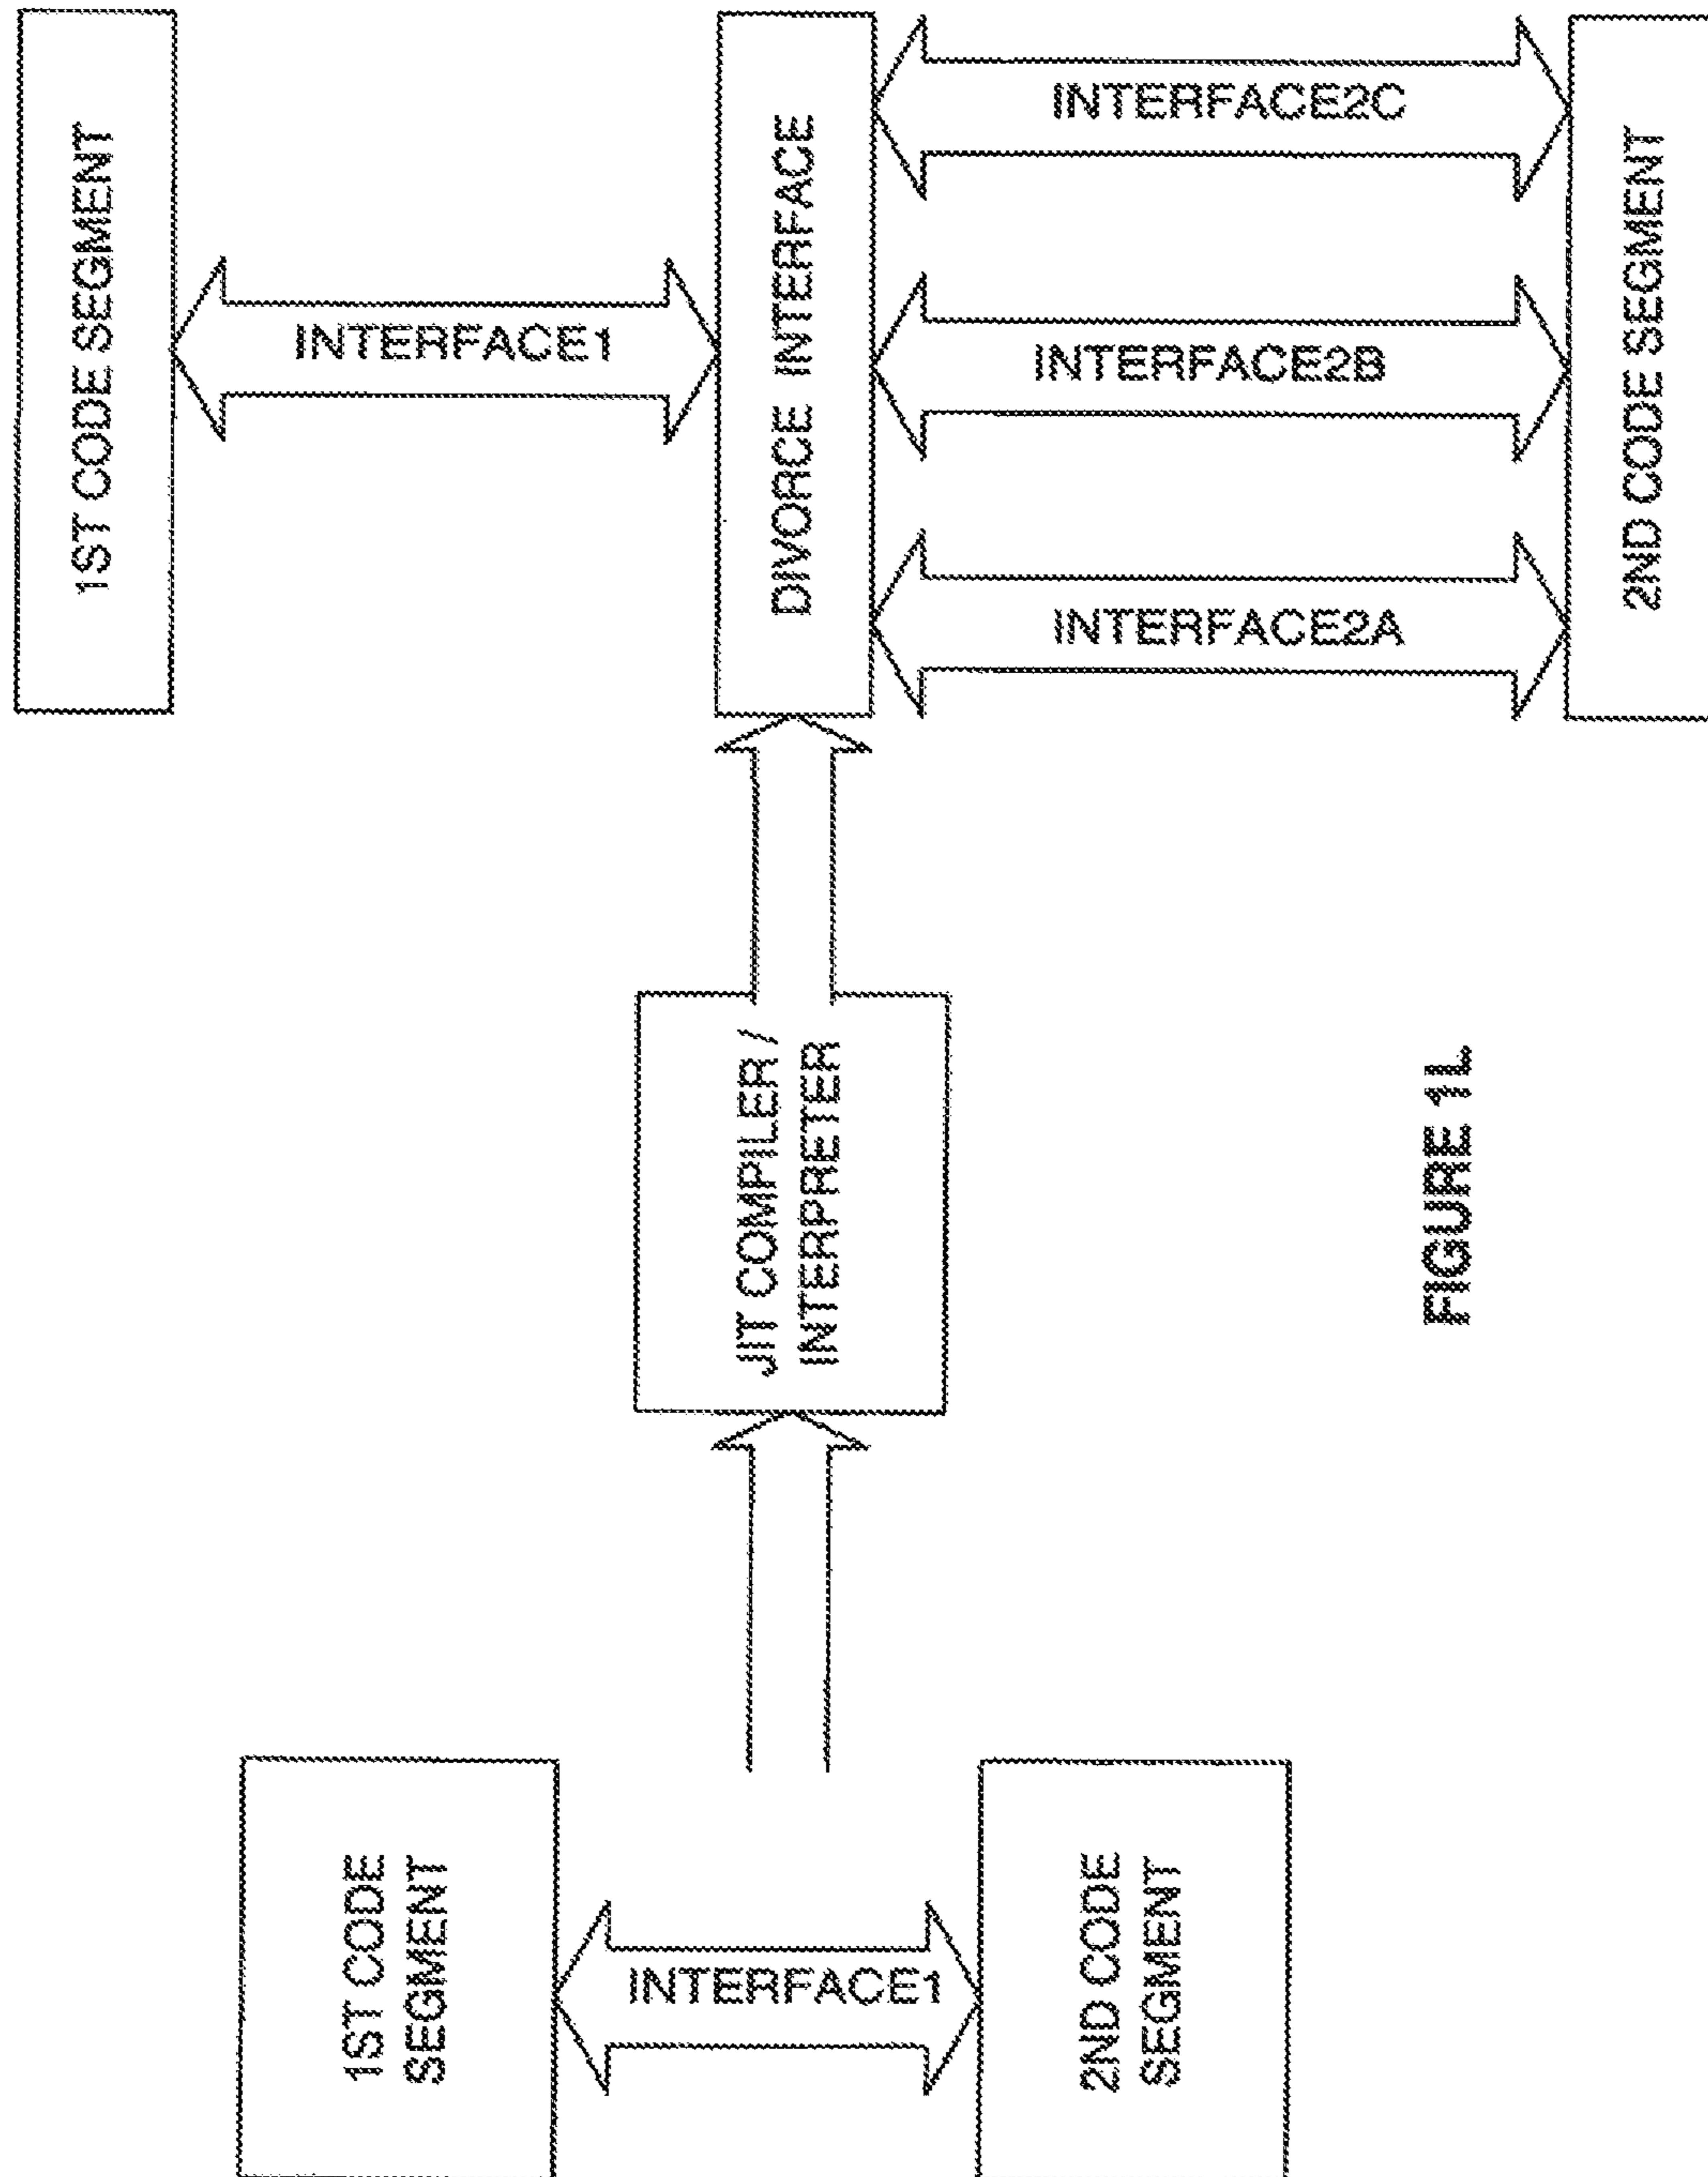 1ST CODE
SEGMENT
INTERFACE1
2ND CODE
SEGMENT
JIT COMPILER /
INTERPRETER
1ST CODE SEGMENT
INTERFACE1
DIVORCE INTERFACE
INTERFACE2A
INTERFACE2B
INTERFACE2C
2ND CODE SEGMENT
FIGURE 1L